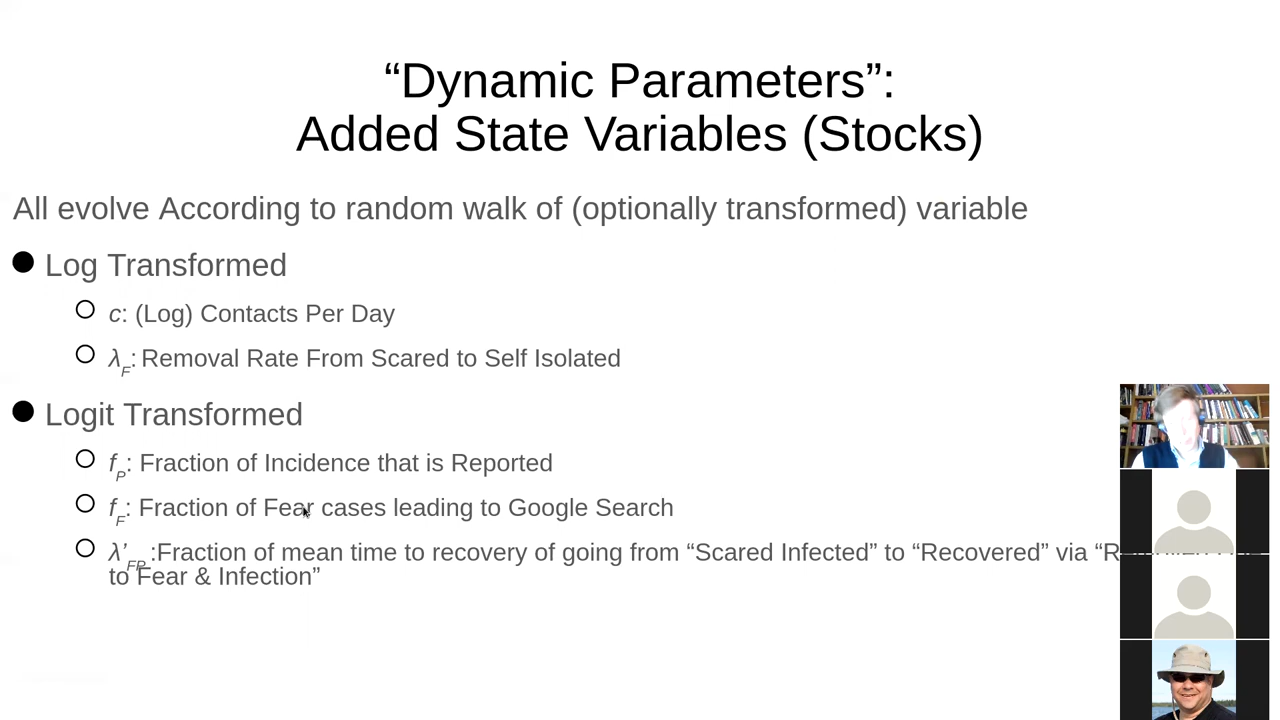 “Dynamic Parameters”:
Added State Variables (Stocks)
All evolve According to random walk of (optionally transformed) variable
Log Transformed
c: (Log) Contacts Per Day
λF: Removal Rate From Scared to Self Isolated
Logit Transformed
fP: Fraction of Incidence that is Reported
fF: Fraction of Fear cases leading to Google Search
λ’FP :Fraction of mean time to recovery of going from “Scared Infected” to “Recovered” via “
to Fear & Infection”